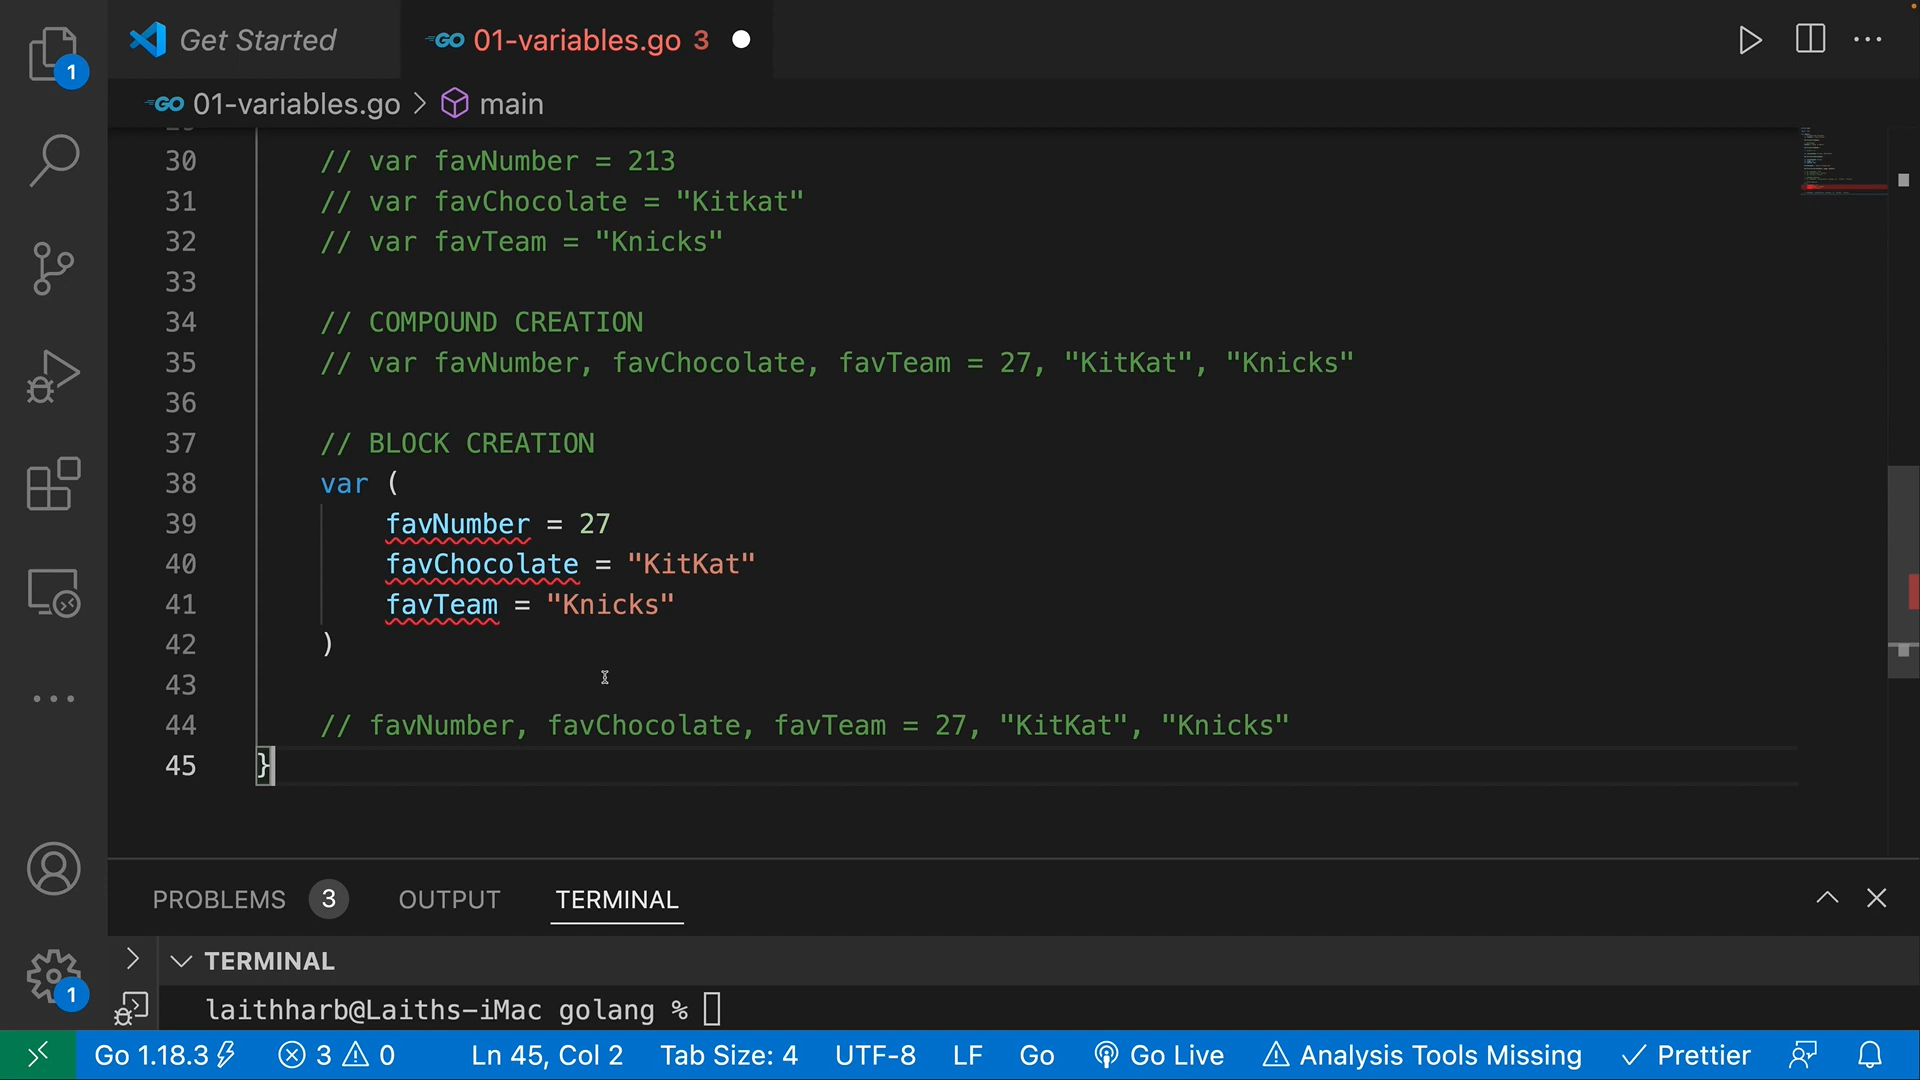 Get Started
GO 01-variables.go 3
GO 01-variables.go > main
30 // var favNumber = 213
31 // var favChocolate = "Kitkat"
32 // var favTeam = "Knicks"
33
34 // COMPOUND CREATION
35 // var favNumber, favChocolate, favTeam = 27, "KitKat", "Knicks"
36
37 // BLOCK CREATION
38 var (
39 favNumber = 27
40 favChocolate = "KitKat"
41 favTeam = "Knicks"
42 )
43
44 // favNumber, favChocolate, favTeam = 27, "KitKat", "Knicks"
45 }
1
PROBLEMS 3 OUTPUT TERMINAL
TERMINAL
1
laithharb@Laiths-iMac golang %
Go 1.18.3 3 0 Ln 45, Col 2 Tab Size: 4 UTF-8 LF Go Go Live Analysis Tools Missing Prettier